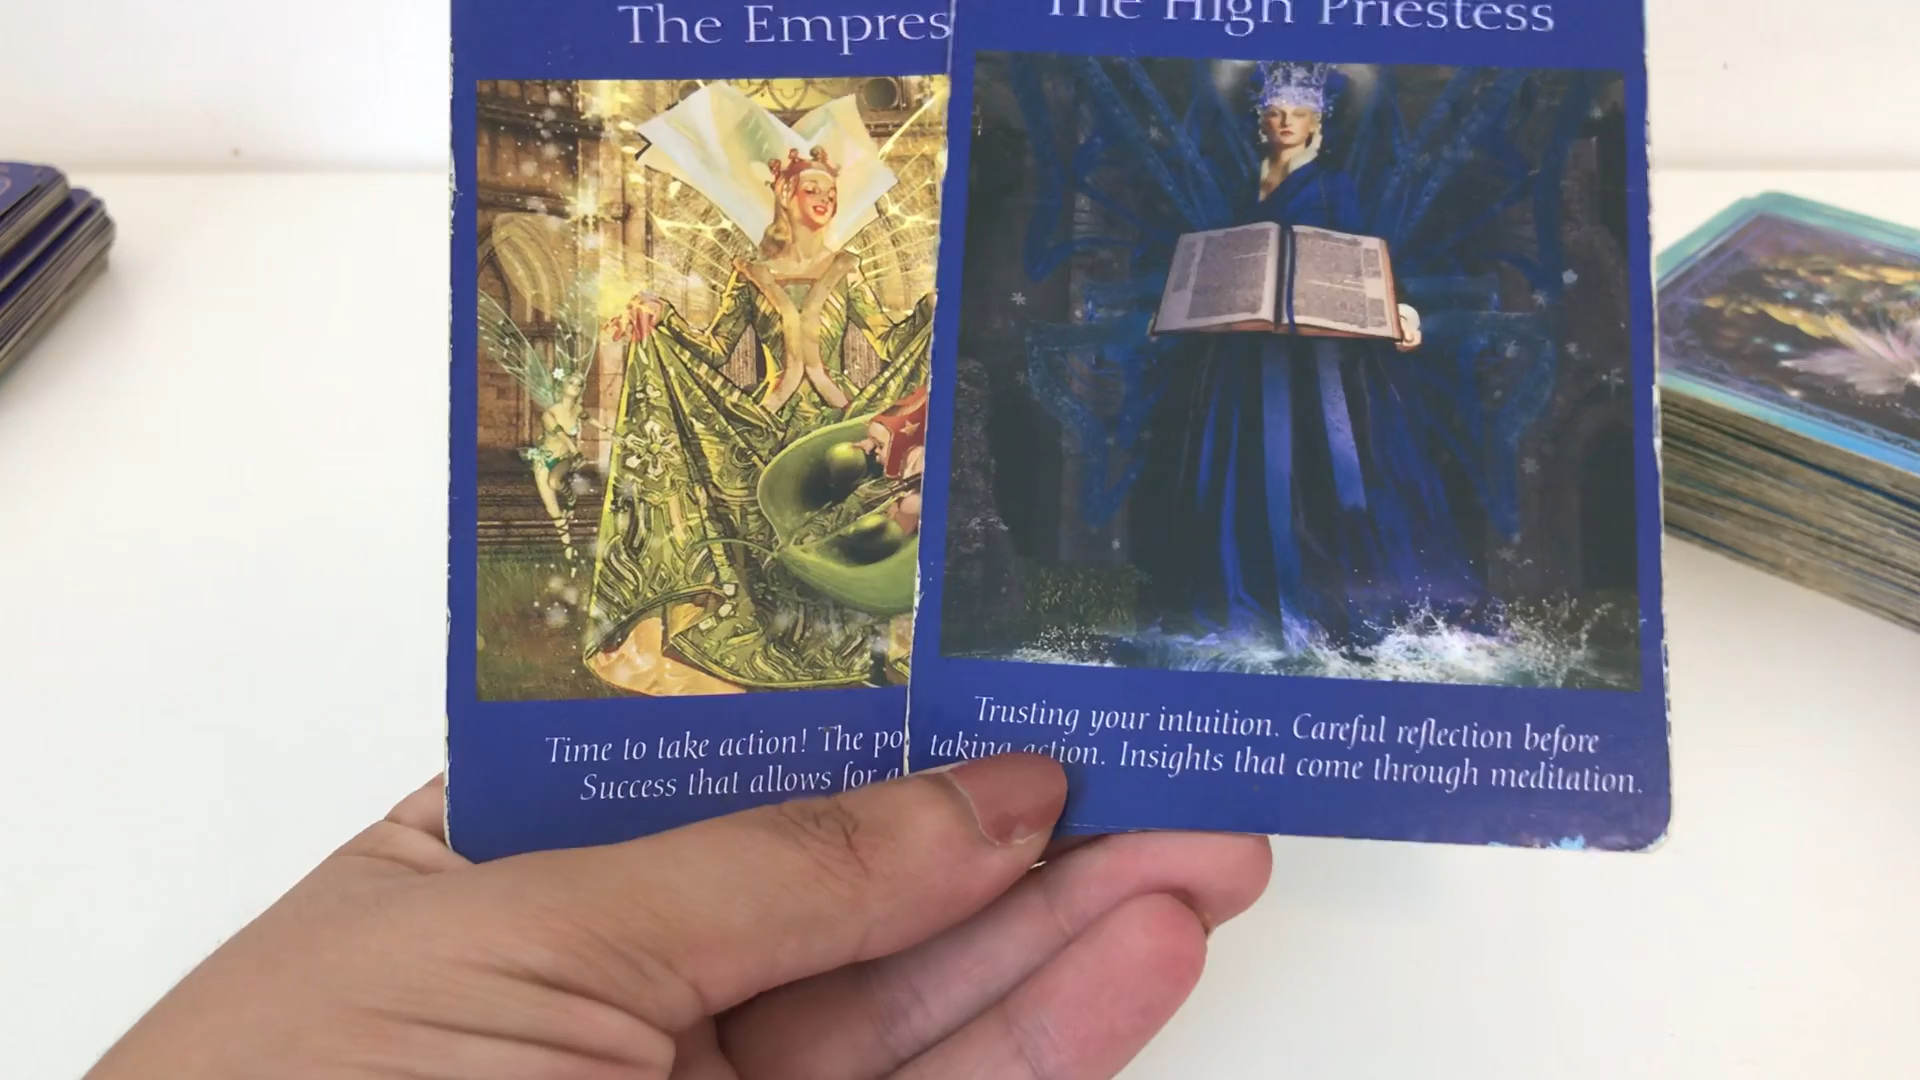 The Empres
The High Priestess
Time to take action! The po
Success that allows for a
Trusting your intuition. Careful reflection before
taking action. Insights that come through meditation.